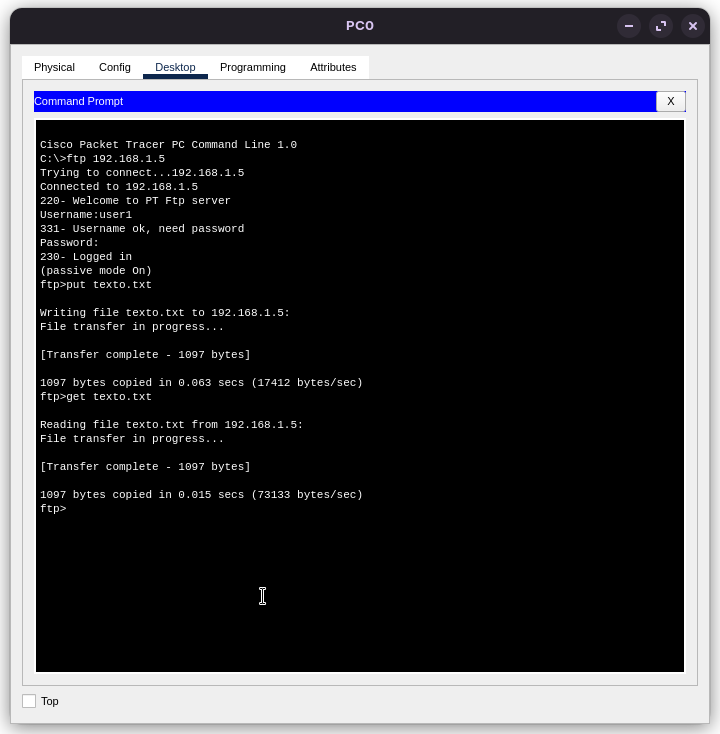 PC0
Physical Config Desktop Programming Attributes
Command Prompt X
Cisco Packet Tracer PC Command Line 1.0
C:\>ftp 192.168.1.5
Trying to connect...192.168.1.5
Connected to 192.168.1.5
220- Welcome to PT Ftp server
Username:user1
331- Username ok, need password
Password:
230- Logged in
(passive mode On)
ftp>put texto.txt
Writing file texto.txt to 192.168.1.5:
File transfer in progress...
[Transfer complete - 1097 bytes]
1097 bytes copied in 0.063 secs (17412 bytes/sec)
ftp>get texto.txt
Reading file texto.txt from 192.168.1.5:
File transfer in progress...
[Transfer complete - 1097 bytes]
1097 bytes copied in 0.015 secs (73133 bytes/sec)
ftp>
Top